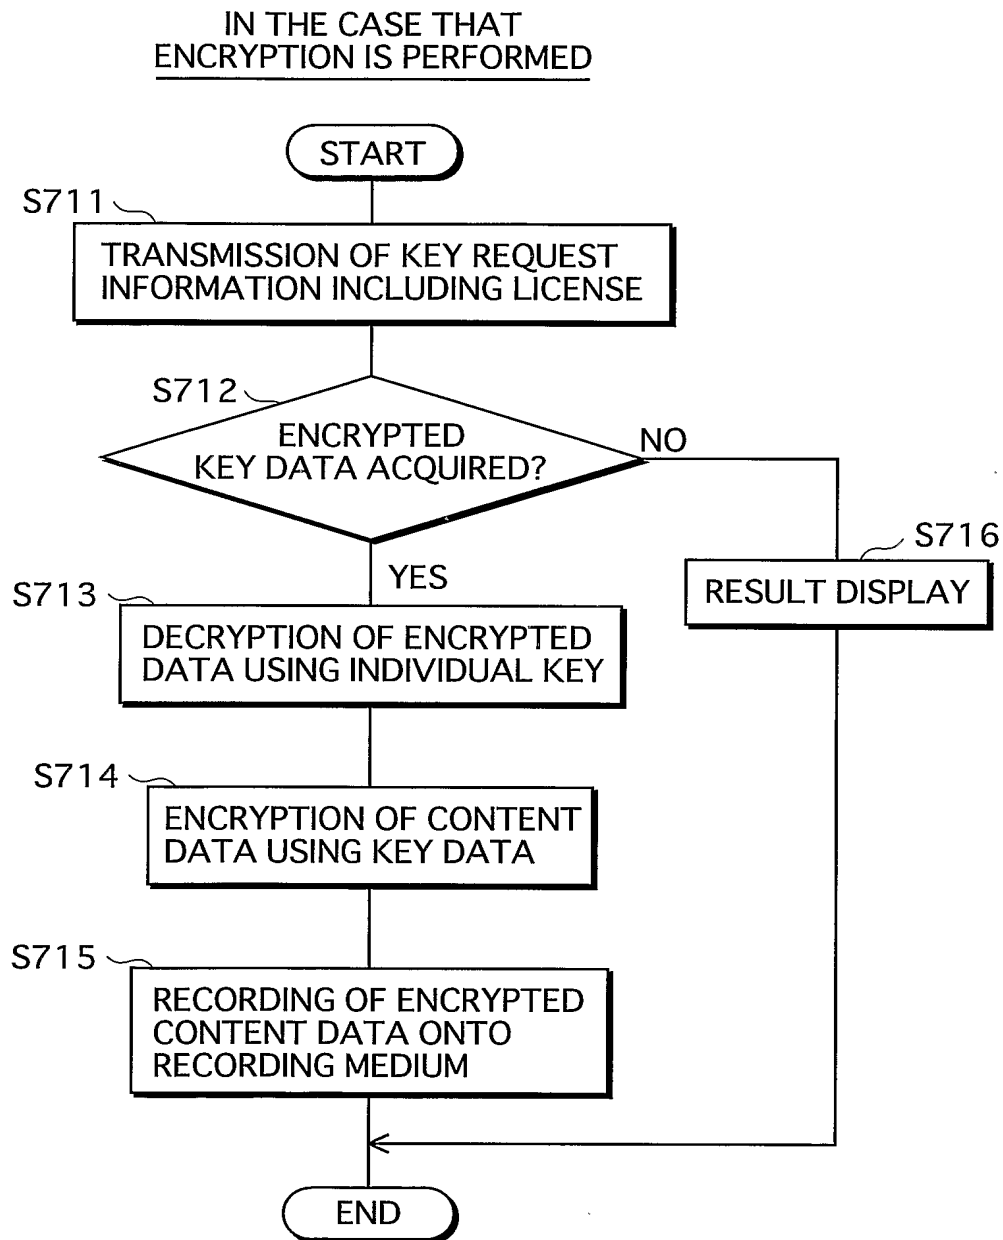 IN THE CASE THAT
ENCRYPTION IS PERFORMED
START
S711
TRANSMISSION OF KEY REQUEST
INFORMATION INCLUDING LICENSE
S712
ENCRYPTED
KEY DATA ACQUIRED?
NO
S716
RESULT DISPLAY
YES
S713
DECRYPTION OF ENCRYPTED
DATA USING INDIVIDUAL KEY
S714
ENCRYPTION OF CONTENT
DATA USING KEY DATA
S715
RECORDING OF ENCRYPTED
CONTENT DATA ONTO
RECORDING MEDIUM
END